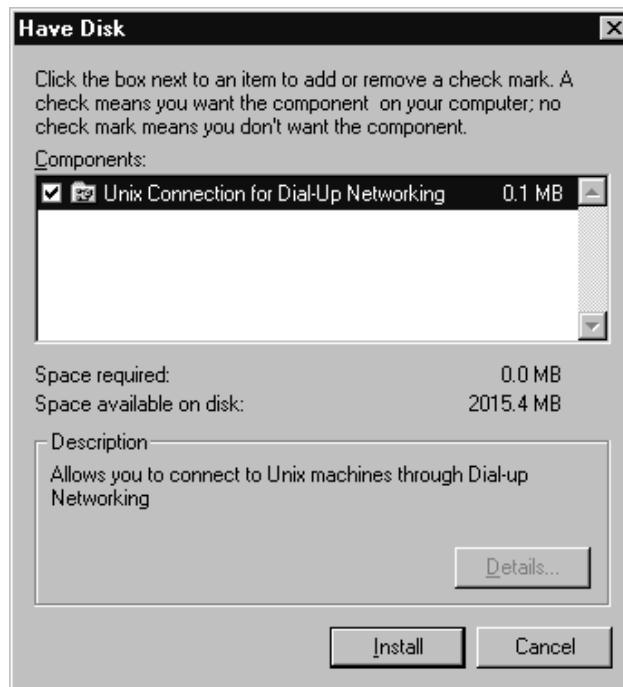 Have Disk
Click the box next to an item to add or remove a check mark. A
check means you want the component on your computer; no
check mark means you don't want the component.
Components:
Unix Connection for Dial-Up Networking 0.1 MB
Space required: 0.0 MB
Space available on disk: 2015.4 MB
Description
Allows you to connect to Unix machines through Dial-up
Networking
Details...
Install Cancel